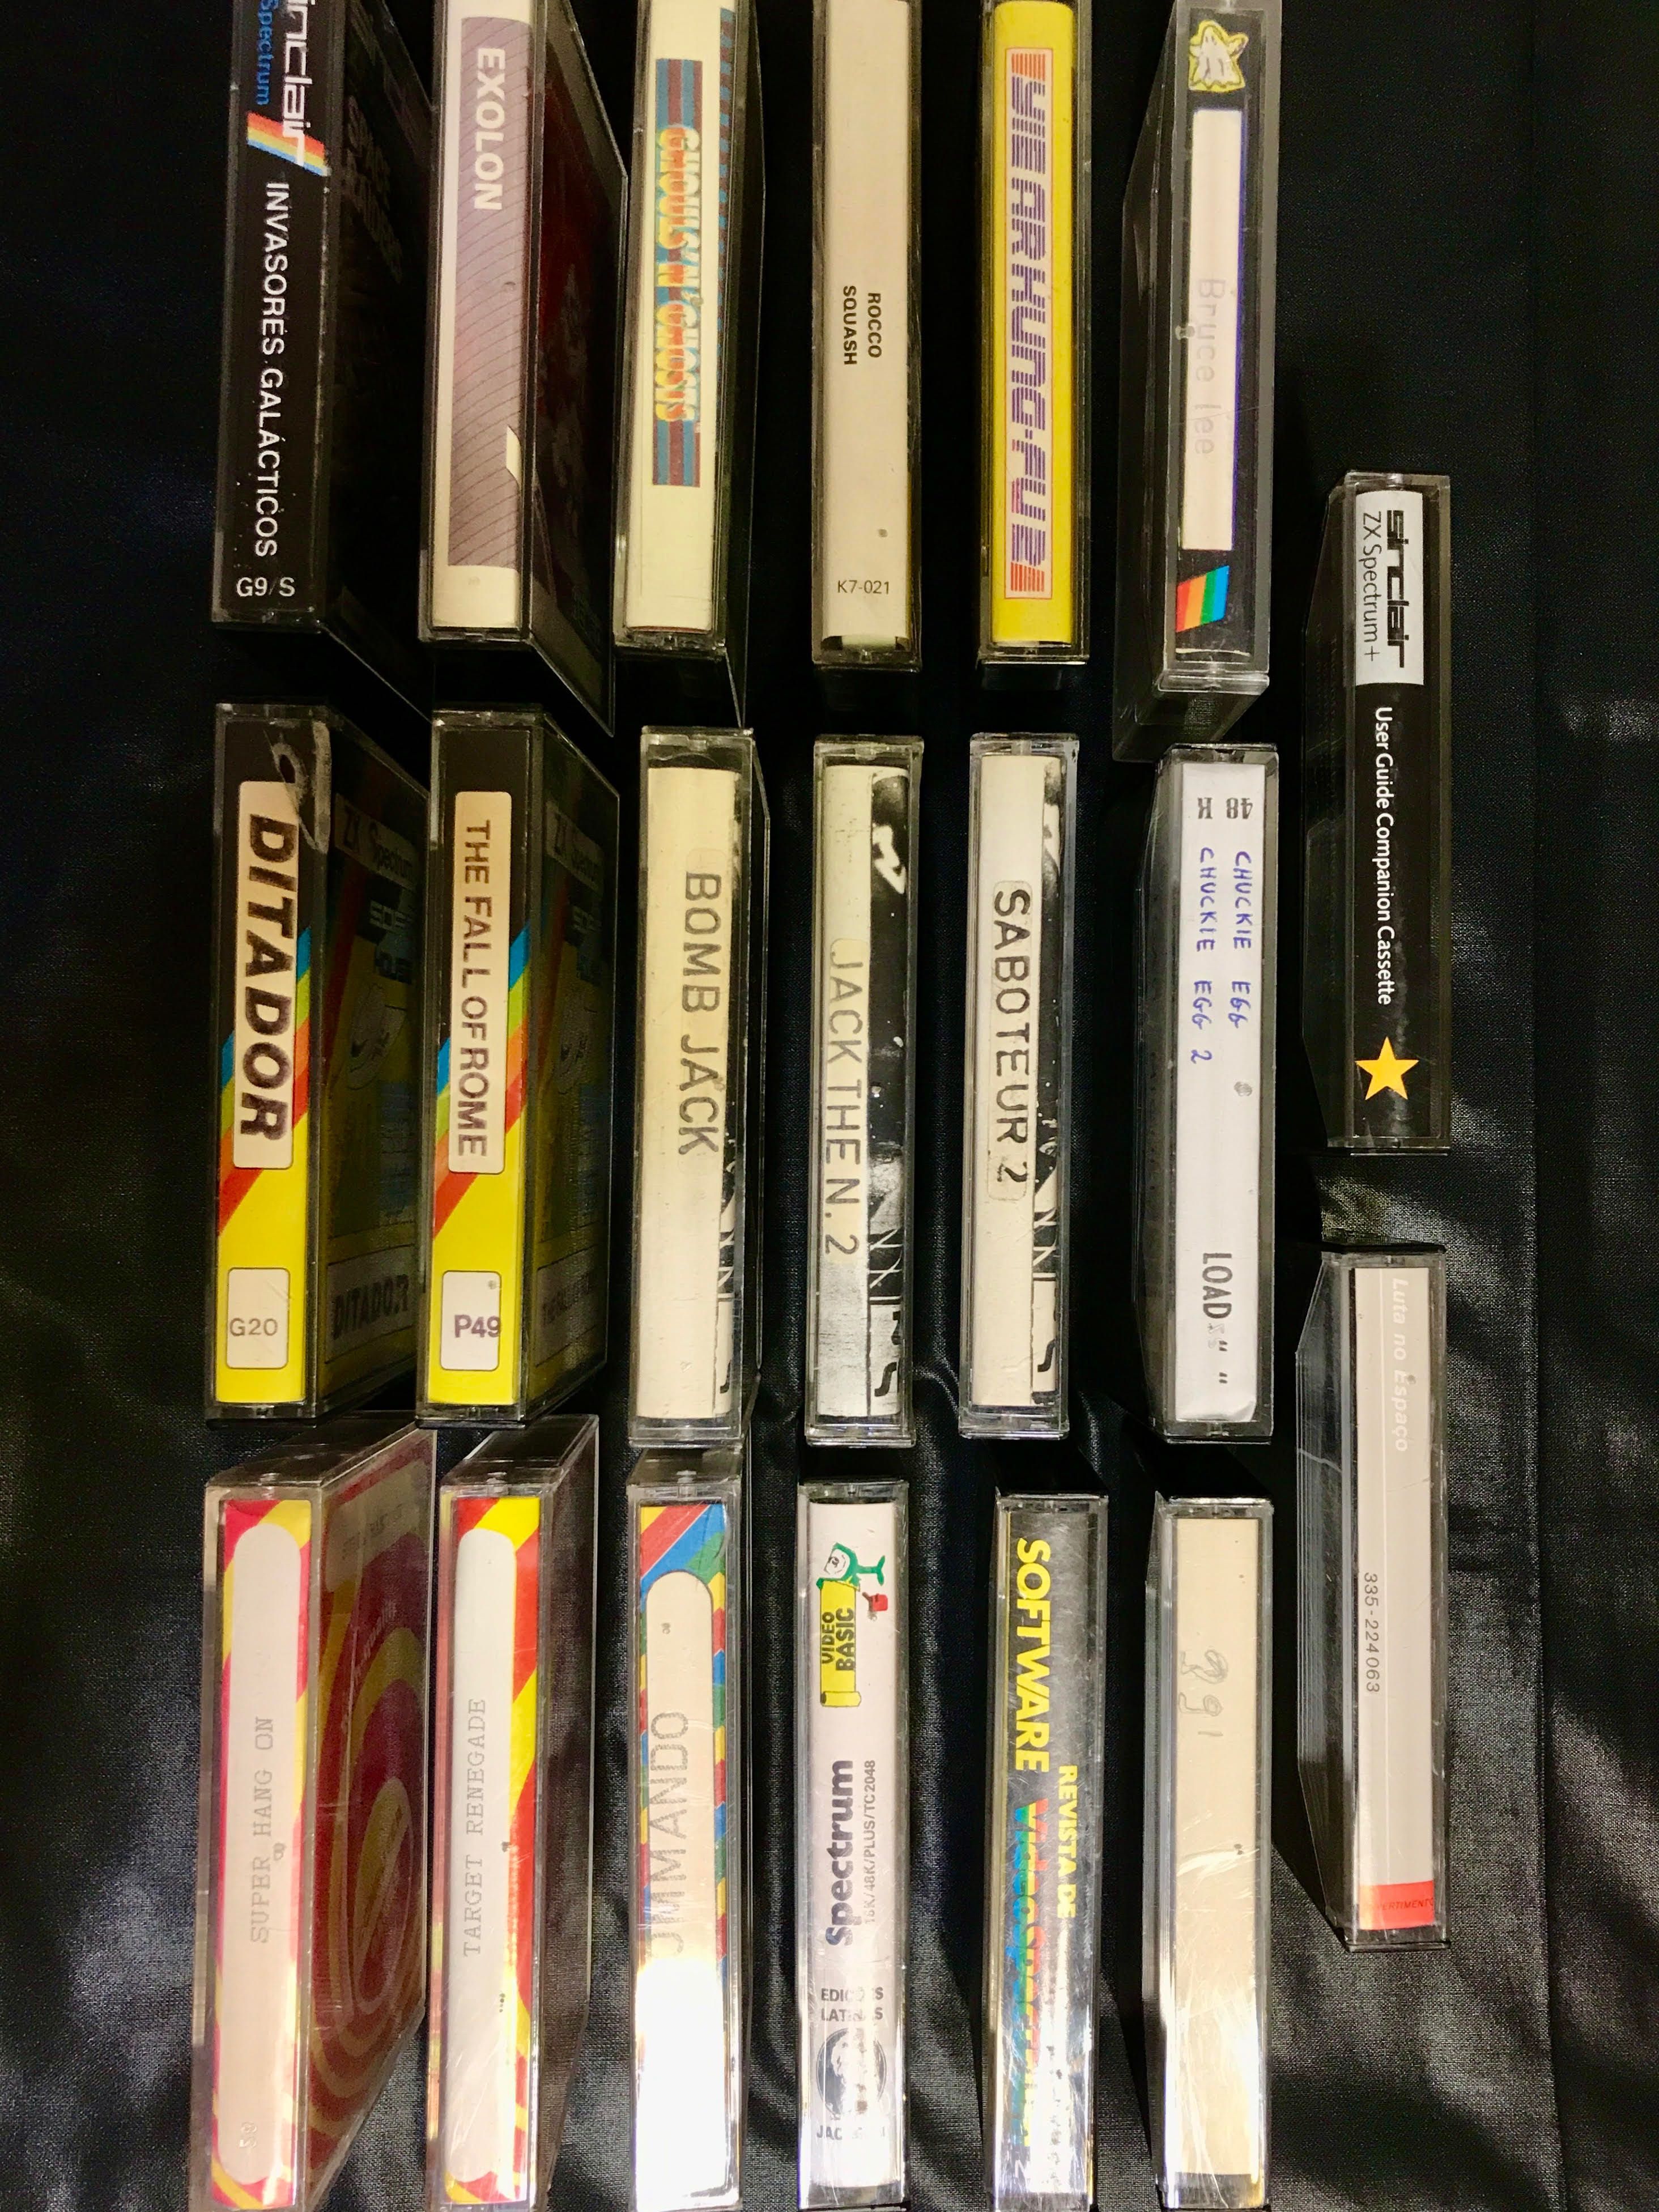 sinclair
Spectrum
INVASORES GALÁCTICOS
G9/S
EXOLON
GHOULS'N'GHOSTS
ROCCO
SQUASH
K7-021
YIE AR KUNG-FU
Bruce lee
sinclair
ZX Spectrum+
User Guide Companion Cassette
DITADOR
G20
ZX Spectrum
DITADOR
THE FALL OF ROME
P49
BOMB JACK
JACK THE N. 2
SABOTEUR 2
48 K
CHUCKIE EGG
CHUCKIE EGG 2
LOAD " "
Luta no Espaço
335-224063
SUPER HANG ON
TARGET RENEGADE
VIDEO
BASIC
Spectrum
16K/48K/PLUS/TC2048
SOFTWARE
REVISTA DE